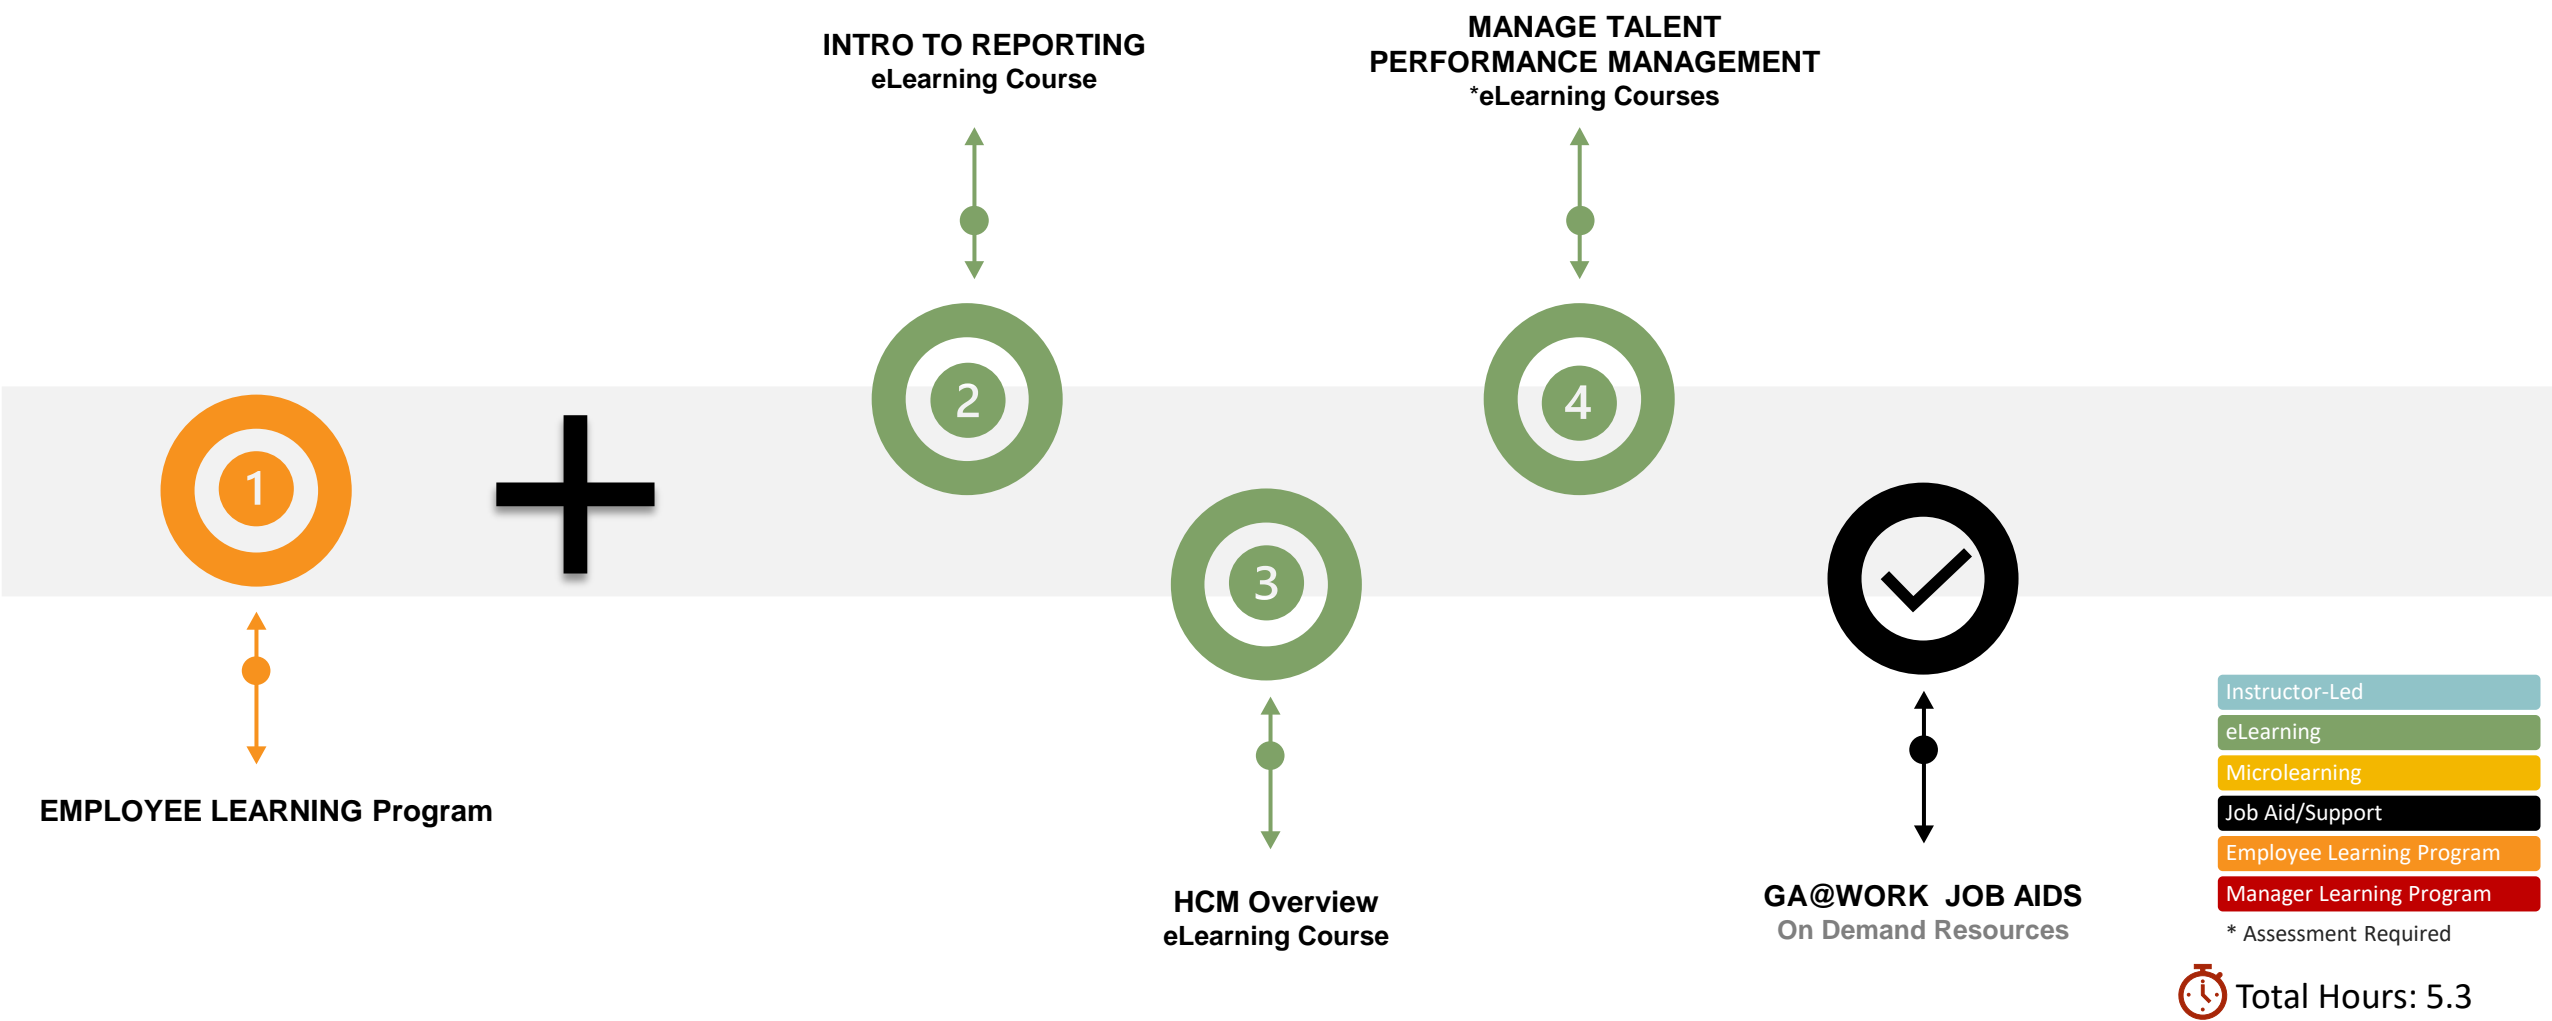 INTRO TO REPORTING
eLearning Course
MANAGE TALENT
PERFORMANCE MANAGEMENT
*eLearning Courses
1
2
3
4
EMPLOYEE LEARNING Program
HCM Overview
eLearning Course
GA@WORK  JOB AIDS
On Demand Resources
Instructor-Led
eLearning
Microlearning
Job Aid/Support
Employee Learning Program
Manager Learning Program
* Assessment Required
Total Hours: 5.3